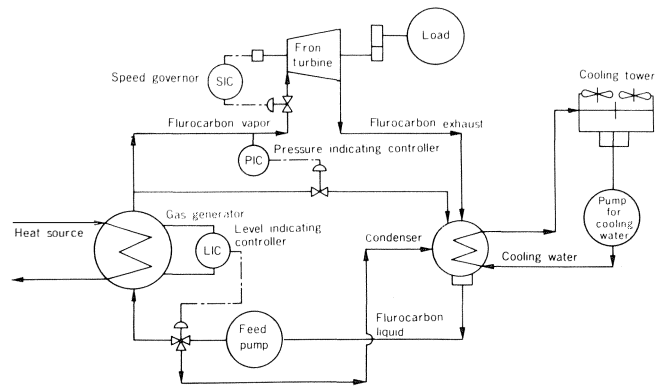 Load
Fron
turbine
Speed governor
SIC
Cooling tower
Flurocarbon vapor
Flurocarbon exhaust
Pressure indicating controller
PIC
Pump
for
cooling
water
Gas generator
Heat source
Level indicating
controller
LIC
Condenser
Cooling water
Feed
pump
Flurocarbon
liquid